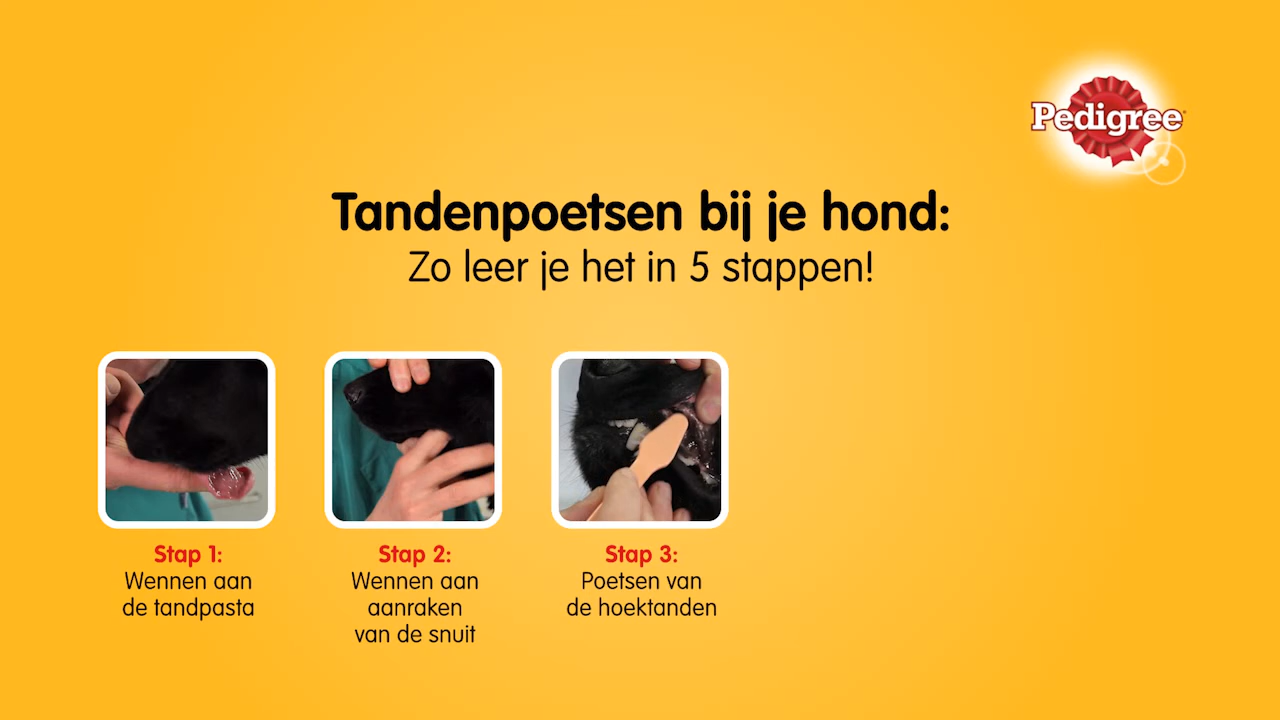 Pedigree
Tandenpoetsen bij je hond:
Zo leer je het in 5 stappen!
Stap 1:
Wennen aan
de tandpasta
Stap 2:
Wennen aan
aanraken
van de snuit
Stap 3:
Poetsen van
de hoektanden